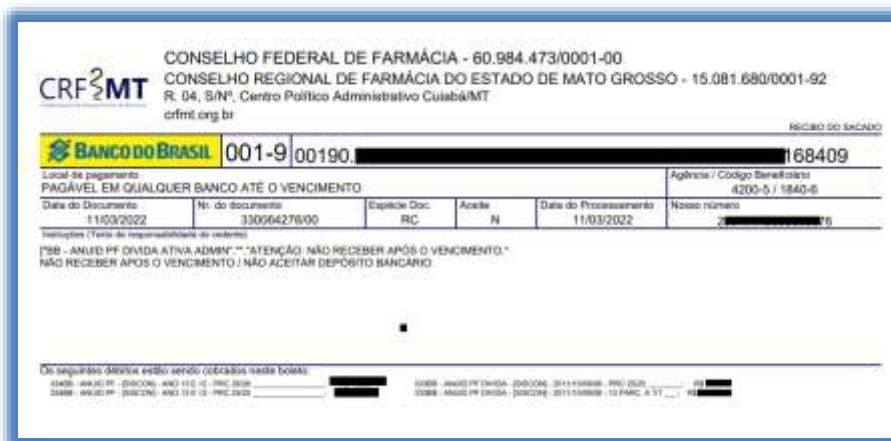 CONSELHO FEDERAL DE FARMÁCIA - 60.984.473/0001-00
CRF MT
CONSELHO REGIONAL DE FARMÁCIA DO ESTADO DE MATO GROSSO - 15.081.680/0001-92
R. 04, S/Nº, Centro Político Administrativo Cuiabá/MT
crfmt.org.br
RECIBO DO SACADO
BANCO DO BRASIL 001-9 00190. 168409
Local de pagamento Agência / Código Beneficiário
PAGÁVEL EM QUALQUER BANCO ATÉ O VENCIMENTO 4200-5 / 1840-6
Data do Documento Nr. do documento Espécie Doc. Aceite Data do Processamento Nosso número
11/03/2022 330064276/00 RC N 11/03/2022 2 76
Instruções (Texto de responsabilidade do cedente)
["BB - ANUID PF DIVIDA ATIVA ADMIN"."".."ATENÇÃO: NÃO RECEBER APÓS O VENCIMENTO."
NÃO RECEBER APOS O VENCIMENTO / NÃO ACEITAR DEPÓSITO BANCÁRIO
Os seguintes débitos estão sendo cobrados neste boleto: